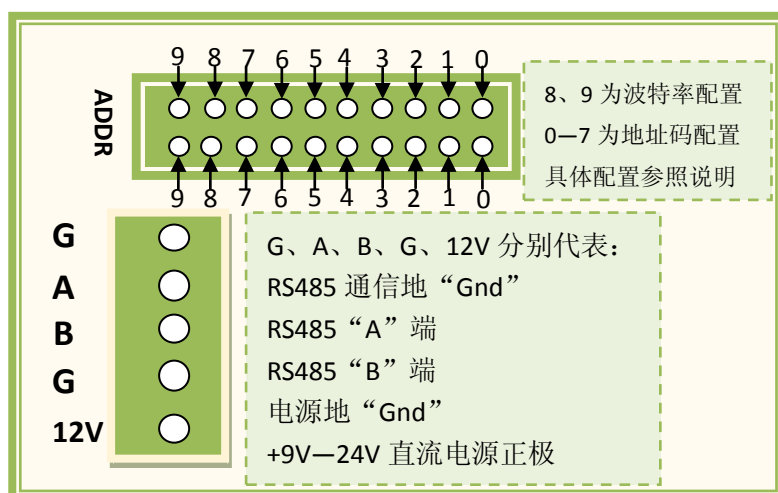 9 8 7 6 5 4 3 2 1 0
ADDR
9 8 7 6 5 4 3 2 1 0
8、9 为波特率配置
0—7 为地址码配置
具体配置参照说明
G
A
B
G
12V
G、A、B、G、12V 分别代表：
RS485 通信地“Gnd”
RS485“A”端
RS485“B”端
电源地“Gnd”
+9V—24V 直流电源正极